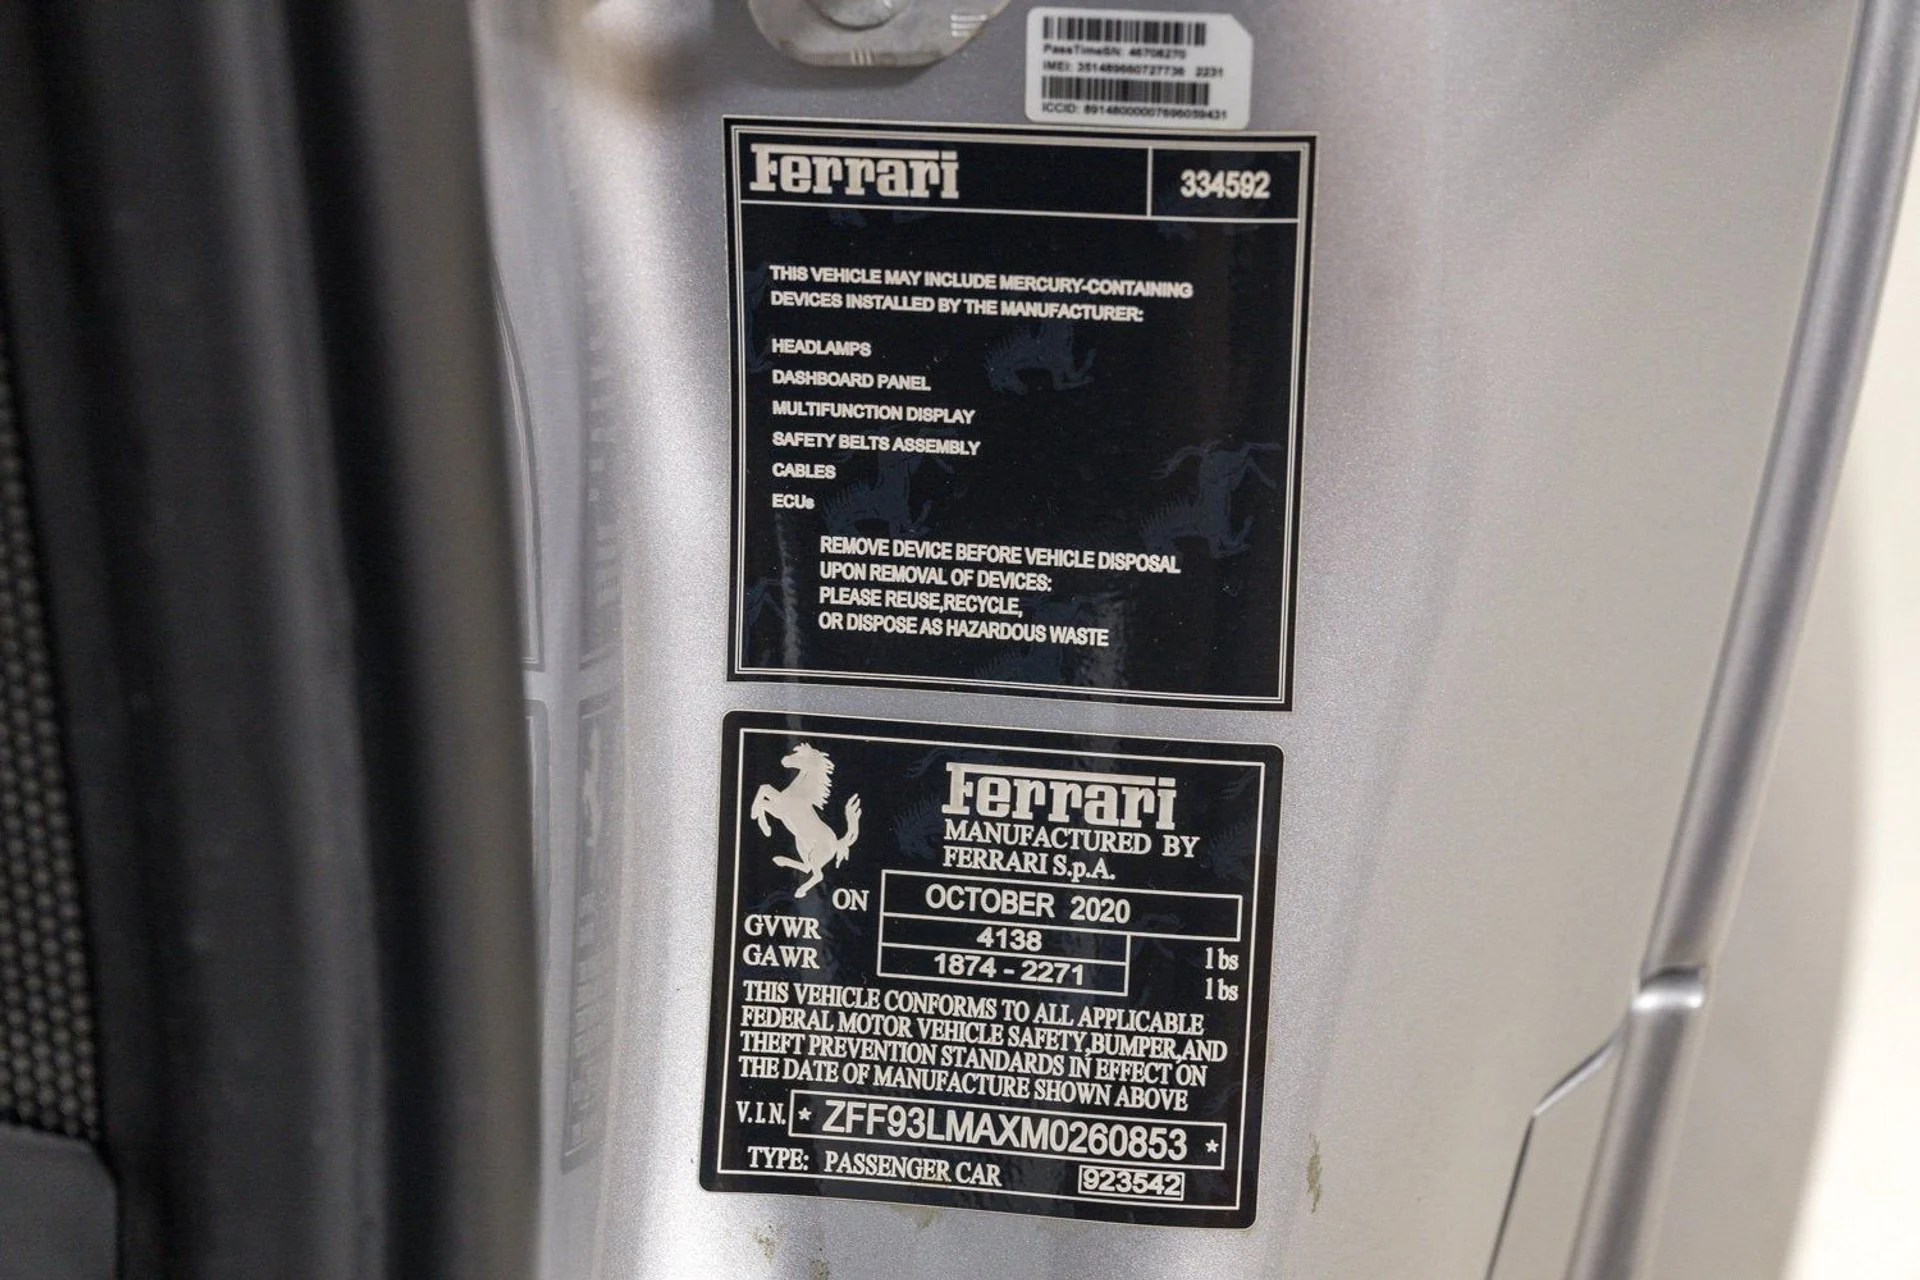 PassTimeSN: 46708270
IMEI: 351489660727736 2231
ICCID: 89148000007696059431
Ferrari 334592
THIS VEHICLE MAY INCLUDE MERCURY-CONTAINING
DEVICES INSTALLED BY THE MANUFACTURER:
HEADLAMPS
DASHBOARD PANEL
MULTIFUNCTION DISPLAY
SAFETY BELTS ASSEMBLY
CABLES
ECUs
REMOVE DEVICE BEFORE VEHICLE DISPOSAL
UPON REMOVAL OF DEVICES:
PLEASE REUSE,RECYCLE,
OR DISPOSE AS HAZARDOUS WASTE
Ferrari
MANUFACTURED BY
FERRARI S.p.A.
ON OCTOBER 2020
GVWR 4138 lbs
GAWR 1874 - 2271 lbs
THIS VEHICLE CONFORMS TO ALL APPLICABLE
FEDERAL MOTOR VEHICLE SAFETY,BUMPER,AND
THEFT PREVENTION STANDARDS IN EFFECT ON
THE DATE OF MANUFACTURE SHOWN ABOVE
V.I.N. * ZFF93LMAXM0260853 *
TYPE: PASSENGER CAR 923542